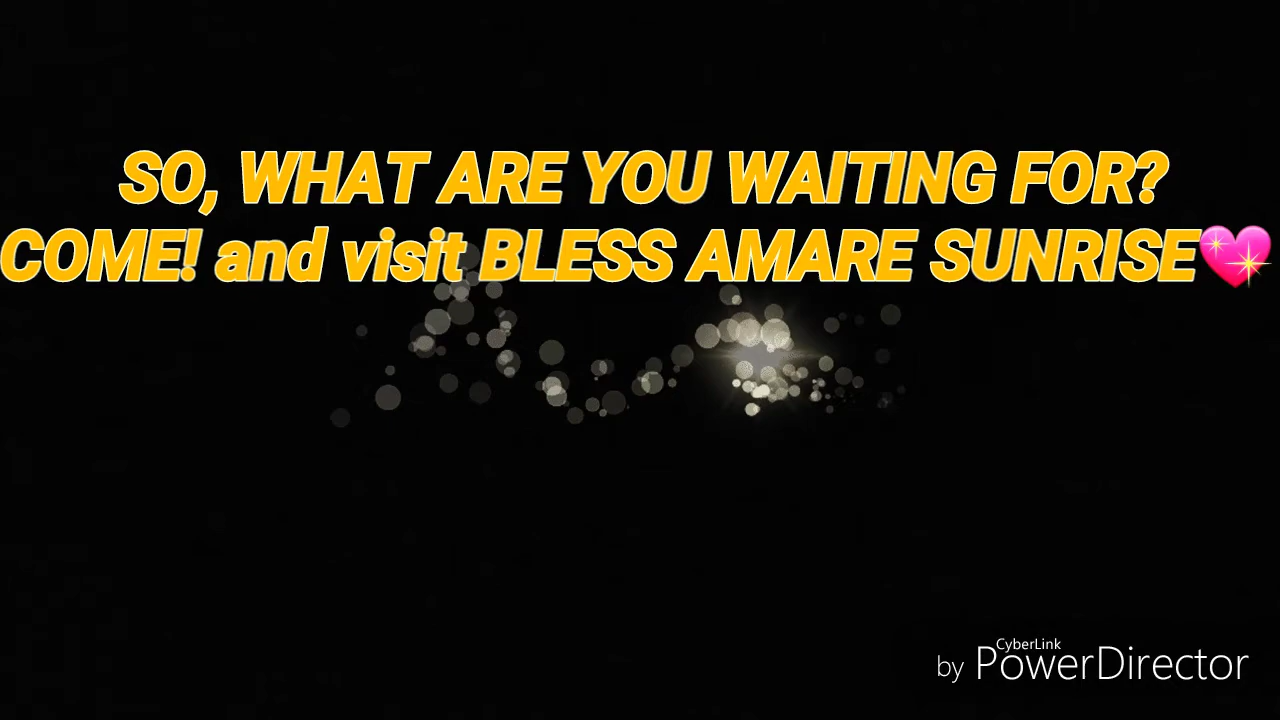 SO, WHAT ARE YOU WAITING FOR?
COME! and visit BLESS AMARE SUNRISE💖
CyberLink
by PowerDirector